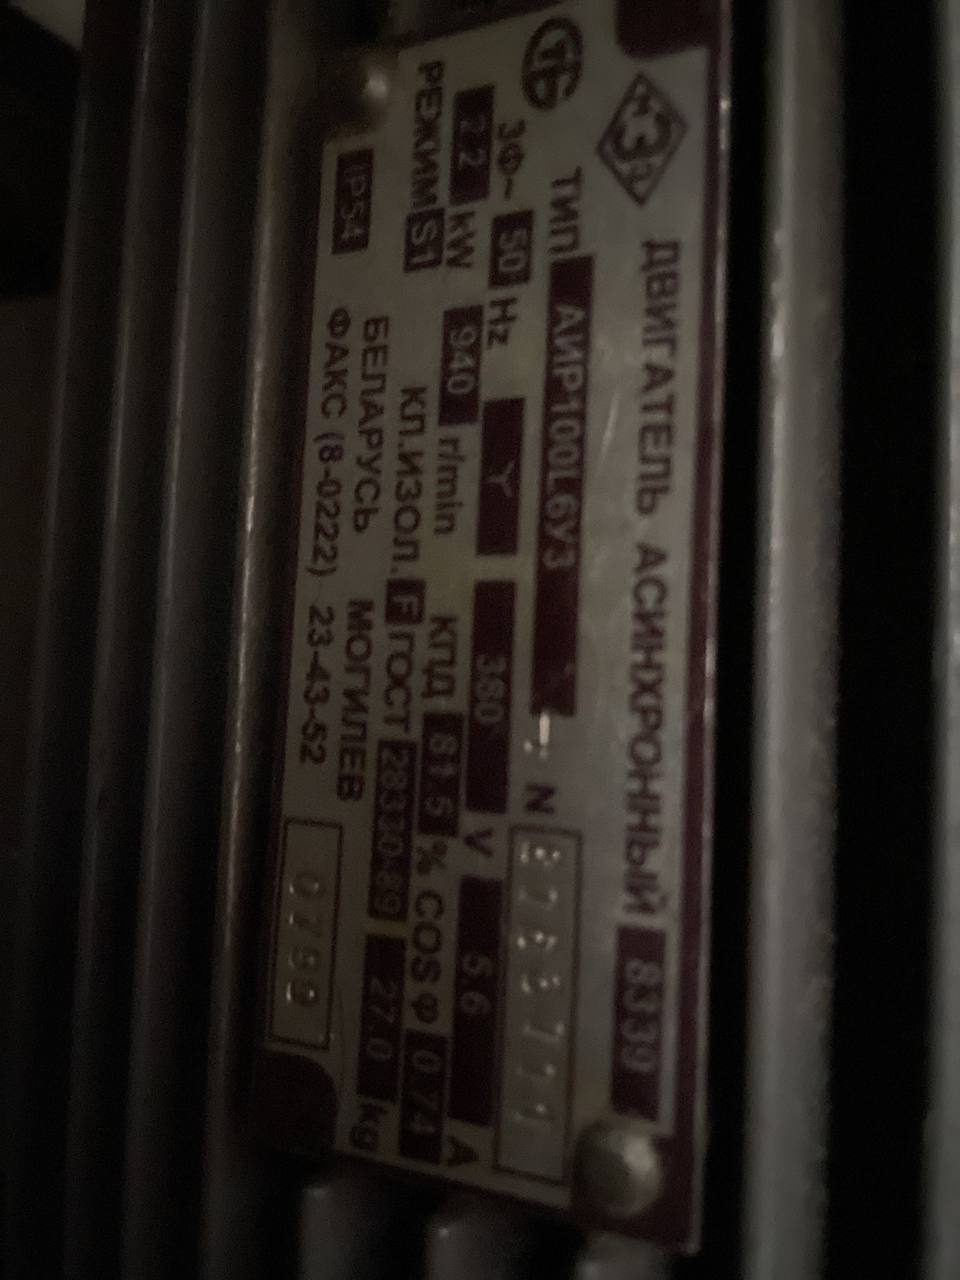 ДВИГАТЕЛЬ АСИНХРОННЫЙ 8339
ТИП АИР100L6У3 N
3Ф~ 50 Hz Y 380 V 5.6 A
2.2 kW 940 r/min КПД 81.5 % COS φ 0.74
РЕЖИМ S1 КЛ.ИЗОЛ. F ГОСТ 28330-89 27.0 kg
БЕЛАРУСЬ МОГИЛЕВ
IP54 ФАКС (8-0222) 23-43-52 0799